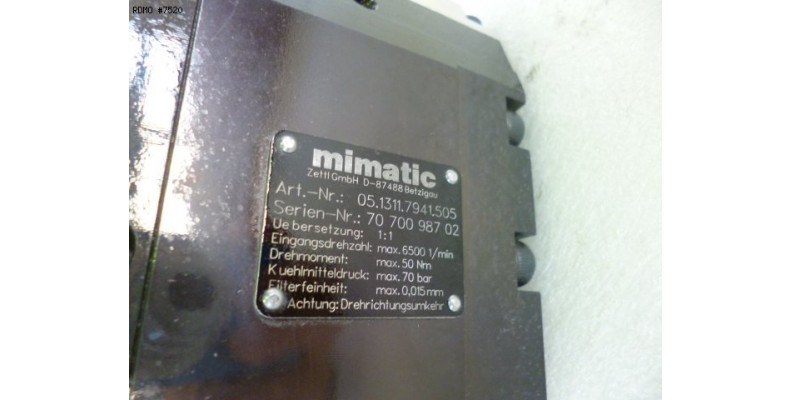 RDMO #7520
mimatic
Zettl GmbH D-87488 Betzigau
Art.-Nr.: 05.1311.7941.505
Serien-Nr.: 70 700 987 02
Uebersetzung: 1:1
Eingangsdrehzahl: max. 6500 1/min
Drehmoment: max. 50 Nm
Kuehlmitteldruck: max. 70 bar
Filterfeinheit: max. 0,015 mm
Achtung: Drehrichtungsumkehr